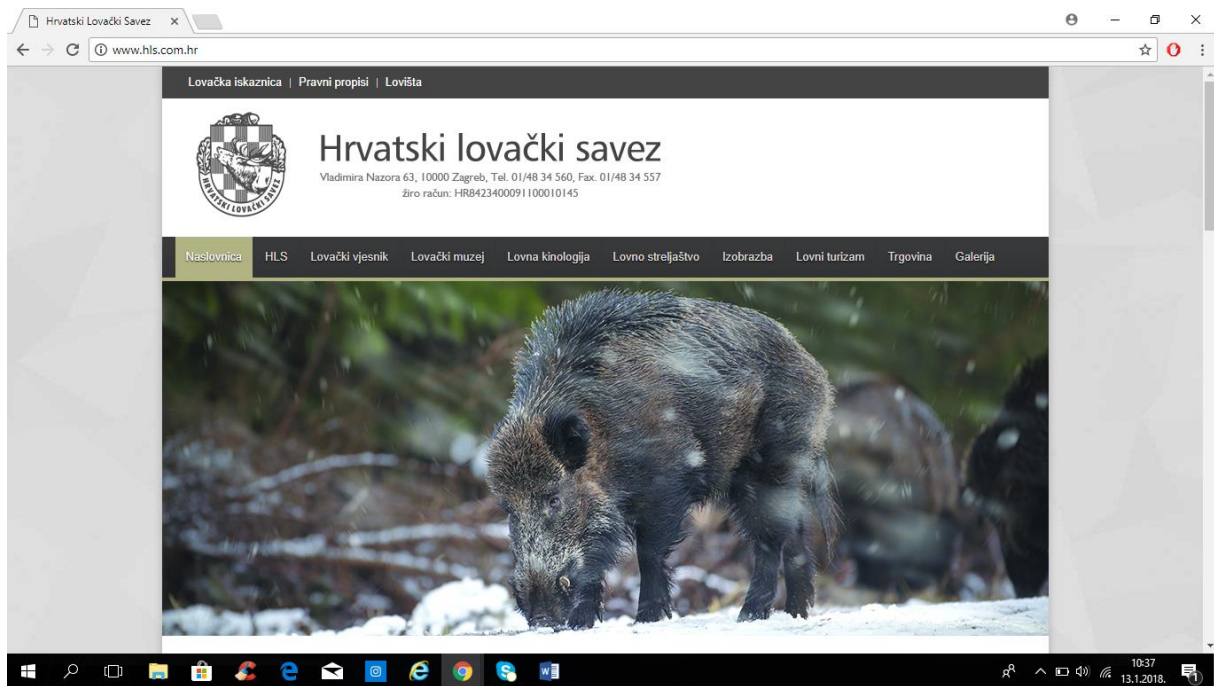 Hrvatski Lovački Savez
www.hls.com.hr
Lovačka iskaznica | Pravni propisi | Lovišta
HRVATSKI LOVAČKI SAVEZ
Hrvatski lovački savez
Vladimira Nazora 63, 10000 Zagreb, Tel. 01/48 34 560, Fax. 01/48 34 557
žiro račun: HR8423400091100010145
Naslovnica HLS Lovački vjesnik Lovački muzej Lovna kinologija Lovno streljaštvo Izobrazba Lovni turizam Trgovina Galerija
10:37
13.1.2018.
1